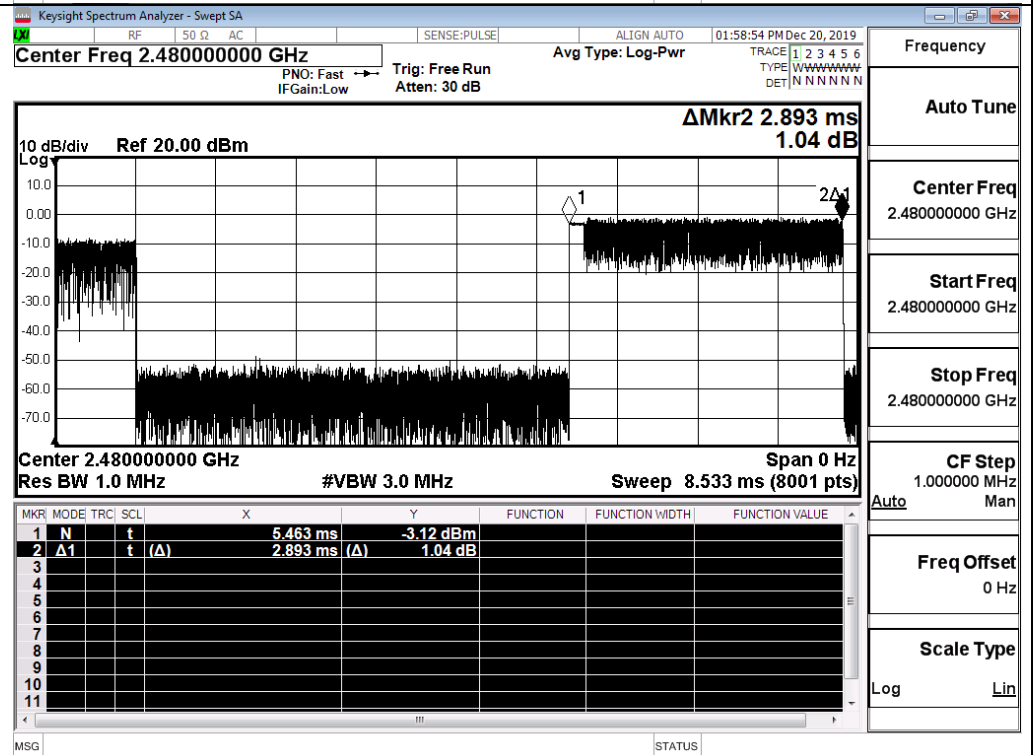 Keysight Spectrum Analyzer - Swept SA
LXI RF 50 Ω AC SENSE:PULSE ALIGN AUTO 01:58:54 PM Dec 20, 2019
Center Freq 2.480000000 GHz
PNO: Fast
IFGain:Low
Trig: Free Run
Atten: 30 dB
Avg Type: Log-Pwr
TRACE 1 2 3 4 5 6
TYPE WWWWWW
DET N N N N N N
ΔMkr2 2.893 ms
1.04 dB
10 dB/div Ref 20.00 dBm
Log
10.0
0.00
-10.0
-20.0
-30.0
-40.0
-50.0
-60.0
-70.0
1
2Δ1
Center 2.480000000 GHz Span 0 Hz
Res BW 1.0 MHz #VBW 3.0 MHz Sweep 8.533 ms (8001 pts)
MKR MODE TRC SCL X Y FUNCTION FUNCTION WIDTH FUNCTION VALUE
1 N t 5.463 ms -3.12 dBm
2 Δ1 t (Δ) 2.893 ms (Δ) 1.04 dB
3
4
5
6
7
8
9
10
11
MSG STATUS
Frequency
Auto Tune
Center Freq
2.480000000 GHz
Start Freq
2.480000000 GHz
Stop Freq
2.480000000 GHz
CF Step
1.000000 MHz
Auto Man
Freq Offset
0 Hz
Scale Type
Log Lin